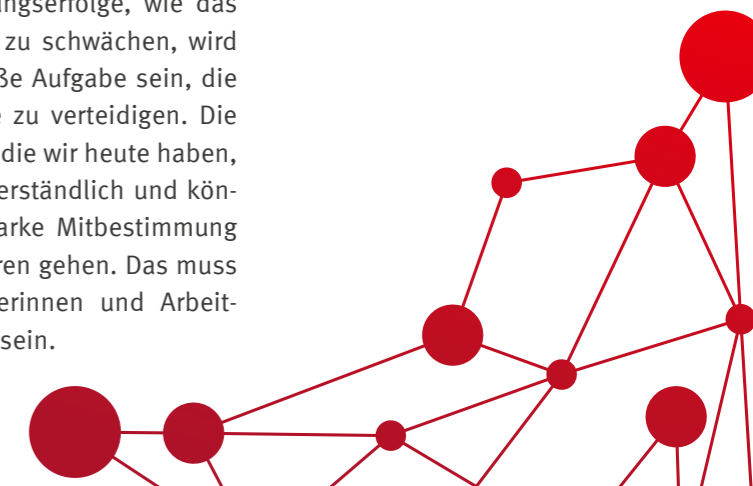 ngserfolge, wie das
zu schwächen, wird
ße Aufgabe sein, die
zu verteidigen. Die
die wir heute haben,
erständlich und kön-
arke Mitbestimmung
ren gehen. Das muss
erinnen und Arbeit-
sein.